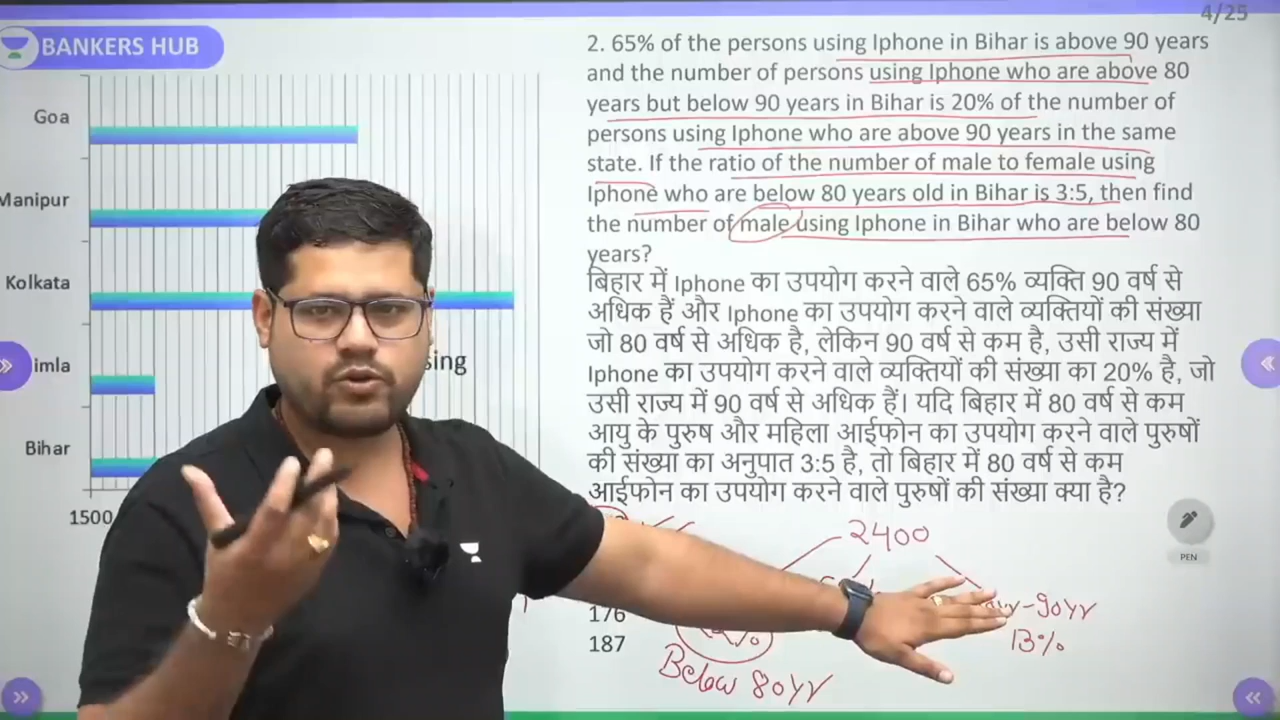 4/25
BANKERS HUB
Goa
Manipur
Kolkata
imla
Bihar
1500
sing
2. 65% of the persons using Iphone in Bihar is above 90 years
and the number of persons using Iphone who are above 80
years but below 90 years in Bihar is 20% of the number of
persons using Iphone who are above 90 years in the same
state. If the ratio of the number of male to female using
Iphone who are below 80 years old in Bihar is 3:5, then find
the number of male using Iphone in Bihar who are below 80
years?
बिहार में Iphone का उपयोग करने वाले 65% व्यक्ति 90 वर्ष से
अधिक हैं और Iphone का उपयोग करने वाले व्यक्तियों की संख्या
जो 80 वर्ष से अधिक है, लेकिन 90 वर्ष से कम है, उसी राज्य में
Iphone का उपयोग करने वाले व्यक्तियों की संख्या का 20% है, जो
उसी राज्य में 90 वर्ष से अधिक हैं। यदि बिहार में 80 वर्ष से कम
आयु के पुरुष और महिला आईफोन का उपयोग करने वाले पुरुषों
की संख्या का अनुपात 3:5 है, तो बिहार में 80 वर्ष से कम
आईफोन का उपयोग करने वाले पुरुषों की संख्या क्या है?
2400
-90yr
13%
176
187
Below 80yr
PEN